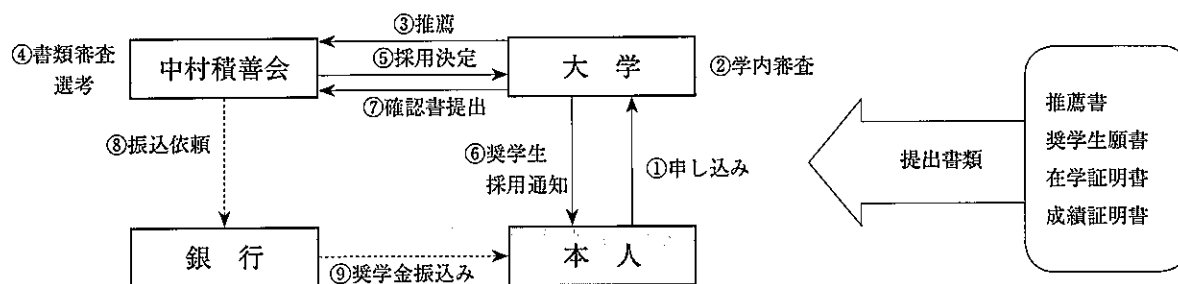 ③推薦
④書類審査
選考
中村積善会
⑤採用決定
大 学
②学内審査
⑦確認書提出
⑧振込依頼
⑥奨学生
採用通知
①申し込み
提出書類
推薦書
奨学生願書
在学証明書
成績証明書
銀 行
⑨奨学金振込み
本 人